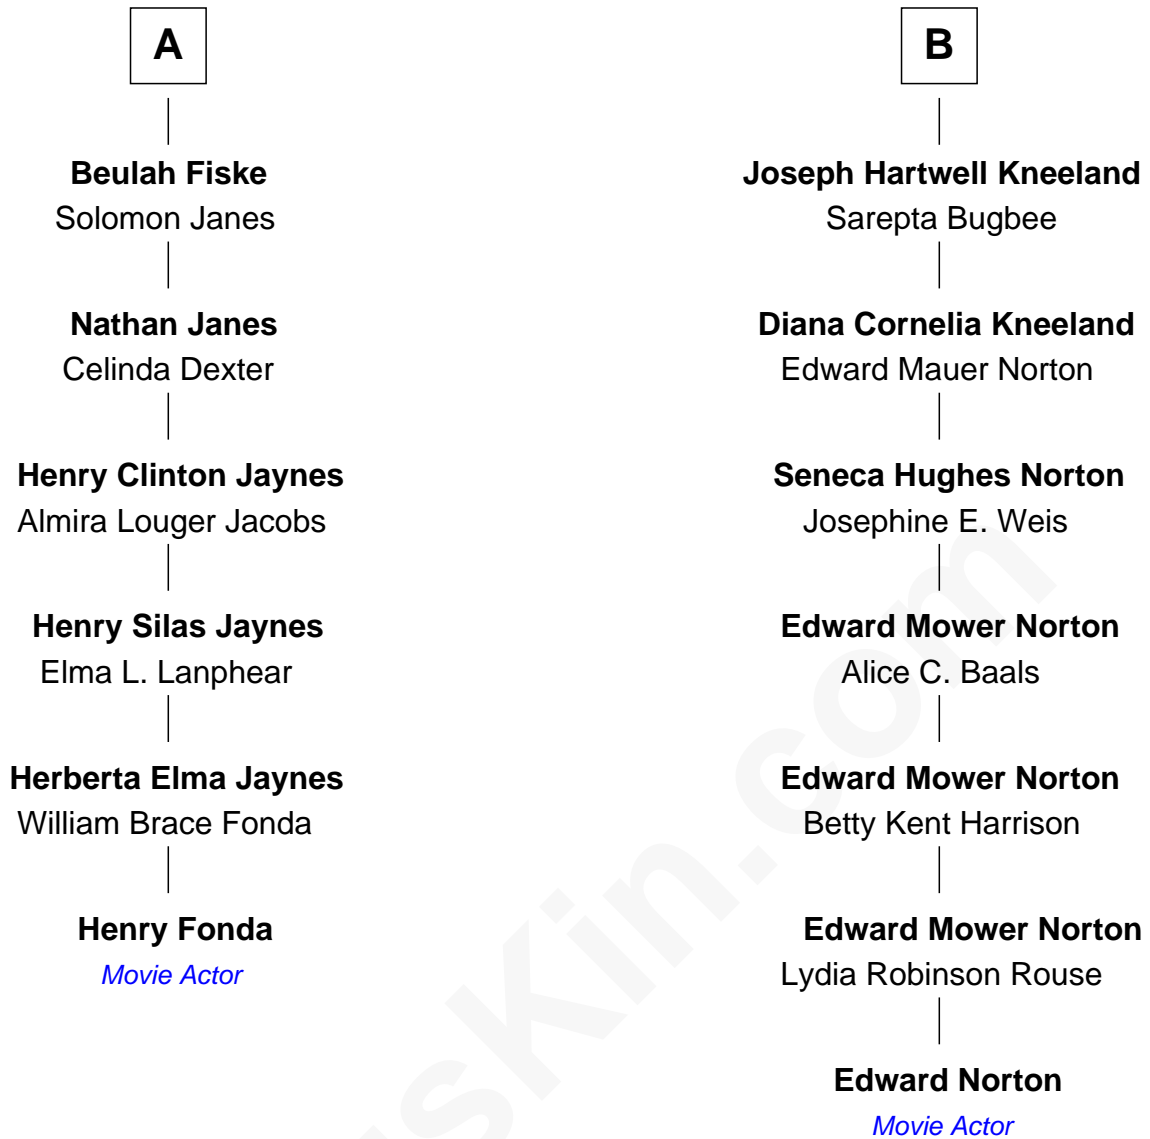 A
Beulah Fiske
Solomon Janes
Nathan Janes
Celinda Dexter
Henry Clinton Jaynes
Almira Louger Jacobs
Henry Silas Jaynes
Elma L. Lanphear
Herberta Elma Jaynes
William Brace Fonda
Henry Fonda
Movie Actor
B
Joseph Hartwell Kneeland
Sarepta Bugbee
Diana Cornelia Kneeland
Edward Mauer Norton
Seneca Hughes Norton
Josephine E. Weis
Edward Mower Norton
Alice C. Baals
Edward Mower Norton
Betty Kent Harrison
Edward Mower Norton
Lydia Robinson Rouse
Edward Norton
Movie Actor